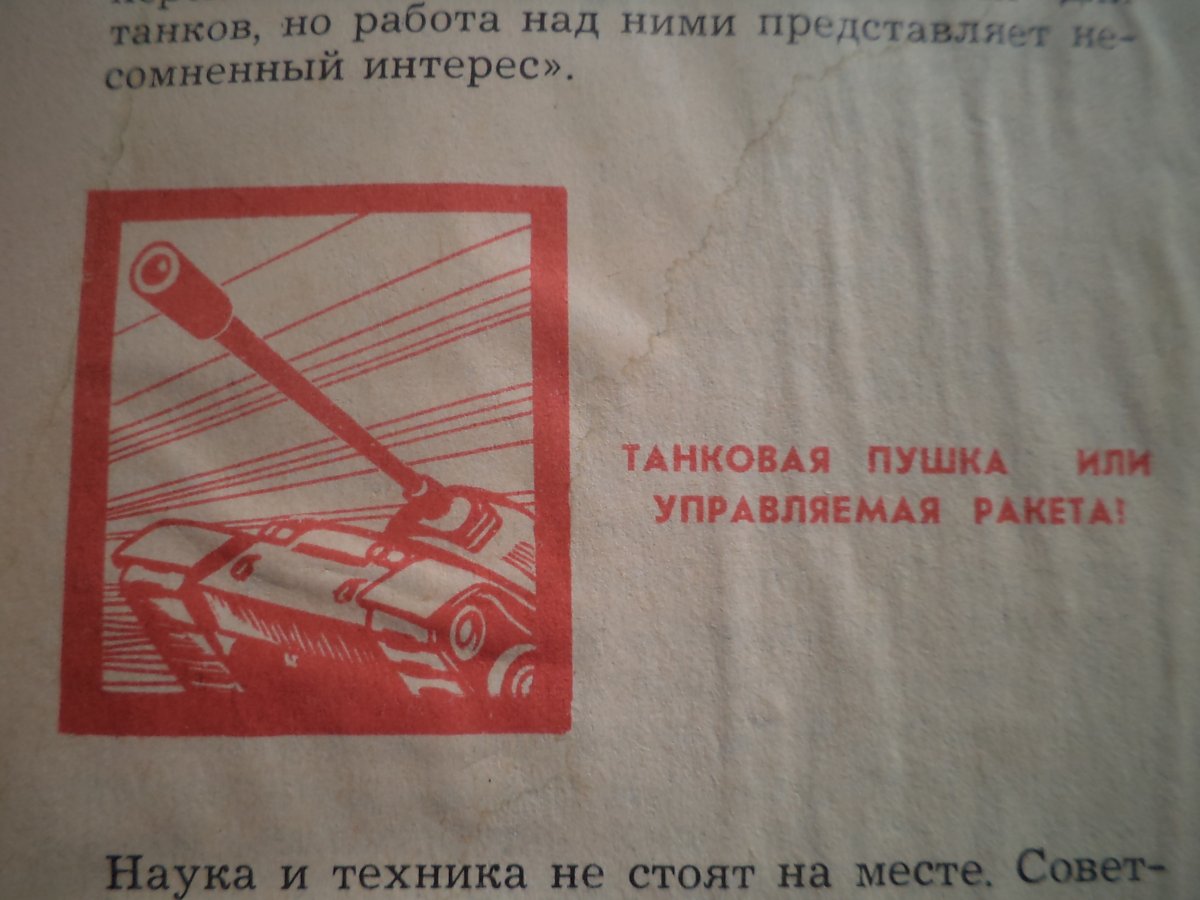 танков, но работа над ними представляет не-
сомненный интерес».
ТАНКОВАЯ ПУШКА ИЛИ
УПРАВЛЯЕМАЯ РАКЕТА?
Наука и техника не стоят на месте. Совет-